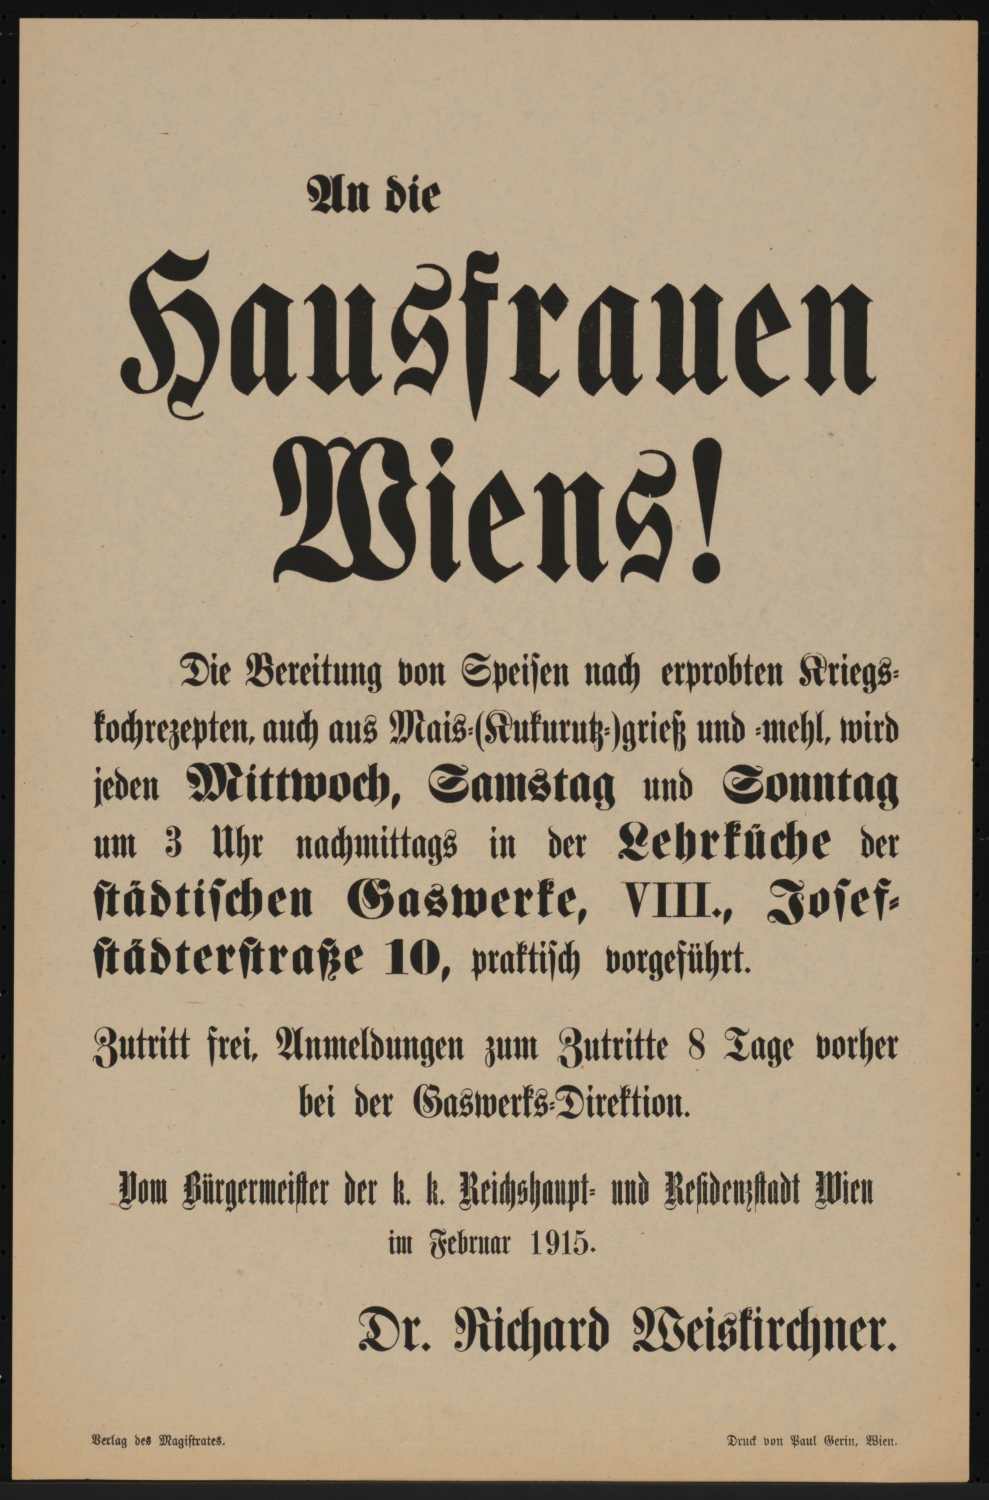 An die
Hausfrauen
Wiens!
Die Bereitung von Speisen nach erprobten Kriegs-
kochrezepten, auch aus Mais-(Kukurutz-)grieß und -mehl, wird
jeden Mittwoch, Samstag und Sonntag
um 3 Uhr nachmittags in der Lehrküche der
städtischen Gaswerke, VIII., Josef-
städterstraße 10, praktisch vorgeführt.
Zutritt frei. Anmeldungen zum Zutritte 8 Tage vorher
bei der Gaswerks-Direktion.
Vom Bürgermeister der k. k. Reichshaupt- und Residenzstadt Wien
im Februar 1915.
Dr. Richard Weiskirchner.
Verlag des Magistrates.
Druck von Paul Gerin, Wien.